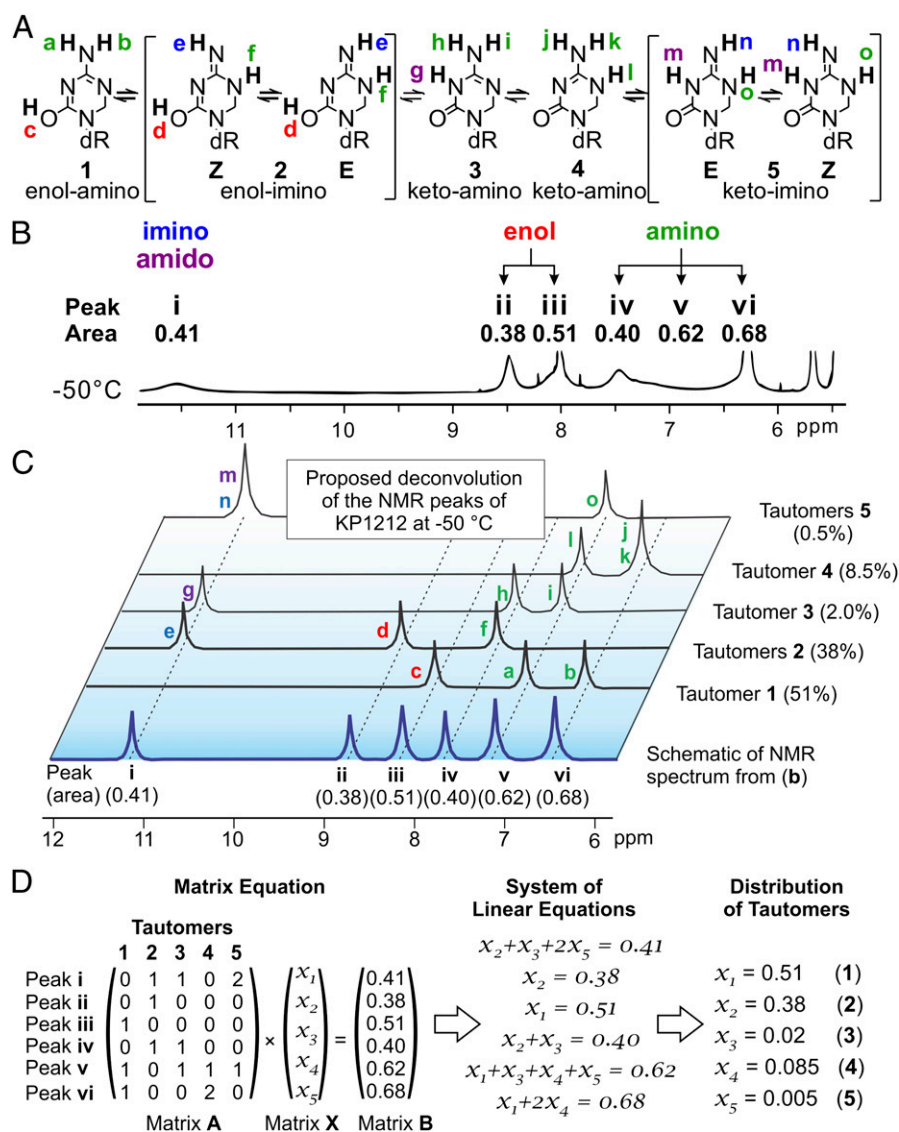 A
a H H b e H H e h H H i j H H k H n n H o
N N f N N g N N m m N
H H H H l H H H
N N N N
H O N H O N H O N O N O N O N O N
c dR d dR d dR dR dR dR dR
1 Z 2 E 3 4 E 5 Z
enol-amino enol-imino keto-amino keto-amino keto-imino
B
imino enol amino
amido
Peak i ii iii iv v vi
Area 0.41 0.38 0.51 0.40 0.62 0.68
-50°C
11 10 9 8 7 6 ppm
C
Proposed deconvolution
of the NMR peaks of
KP1212 at -50 °C
m n o Tautomers 5
(0.5%)
l j k Tautomer 4 (8.5%)
g h i Tautomer 3 (2.0%)
e d f Tautomers 2 (38%)
c a b Tautomer 1 (51%)
Schematic of NMR
spectrum from (b)
Peak i ii iii iv v vi
(area) (0.41) (0.38) (0.51) (0.40) (0.62) (0.68)
12 11 10 9 8 7 6 ppm
D
Matrix Equation
Tautomers
1 2 3 4 5
Peak i 0 1 1 0 2 x1 0.41
Peak ii 0 1 0 0 0 x2 0.38
Peak iii 1 0 0 0 0 x3 0.51
Peak iv 0 1 1 0 0 × = 0.40
Peak v 1 0 1 1 1 x4 0.62
Peak vi 1 0 0 2 0 x5 0.68
Matrix A Matrix X Matrix B
System of
Linear Equations
x2+x3+2x5 = 0.41
x2 = 0.38
x1 = 0.51
x2+x3 = 0.40
x1+x3+x4+x5 = 0.62
x1+2x4 = 0.68
Distribution
of Tautomers
x1 = 0.51 (1)
x2 = 0.38 (2)
x3 = 0.02 (3)
x4 = 0.085 (4)
x5 = 0.005 (5)